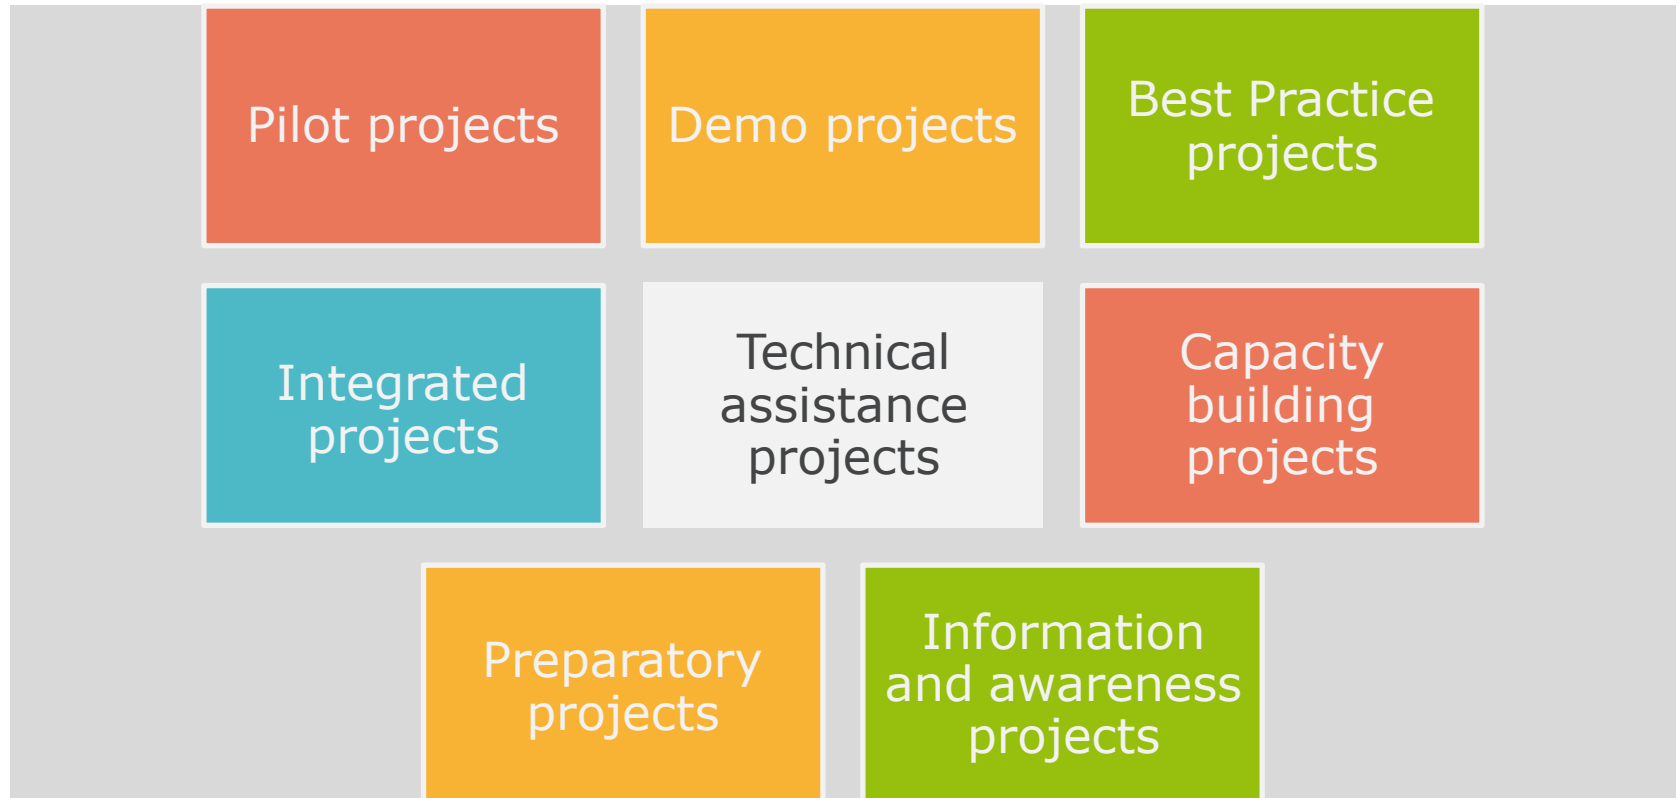 Pilot projects
Demo projects
Best Practice
projects
Integrated
projects
Technical
assistance
projects
Capacity
building
projects
Preparatory
projects
Information
and awareness
projects